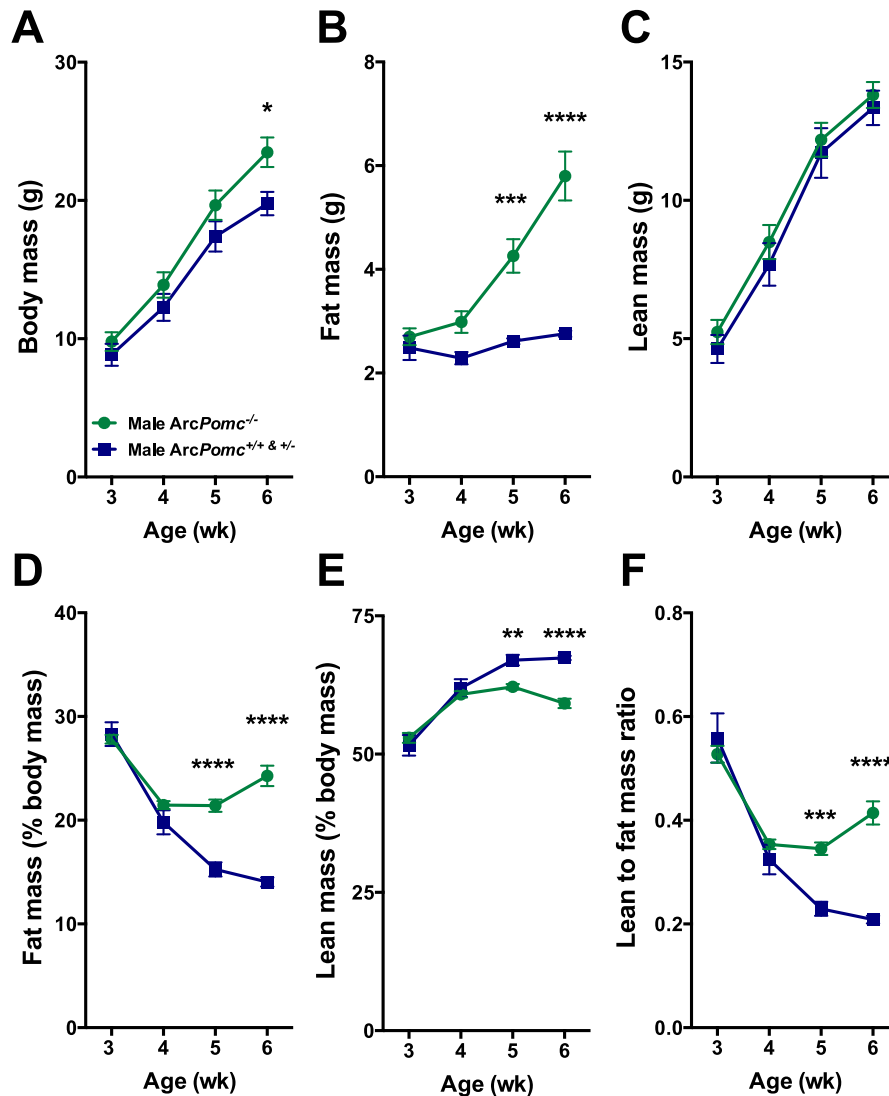 A
B
C
30
20
10
0
Body mass (g)
*
Male ArcPomc-/-
Male ArcPomc+/+ & +/-
3 4 5 6
Age (wk)
8
6
4
2
0
Fat mass (g)
***
****
3 4 5 6
Age (wk)
15
10
5
0
Lean mass (g)
3 4 5 6
Age (wk)
D
E
F
40
30
20
10
0
Fat mass (% body mass)
****
****
3 4 5 6
Age (wk)
75
50
25
0
Lean mass (% body mass)
**
****
3 4 5 6
Age (wk)
0.8
0.6
0.4
0.2
0.0
Lean to fat mass ratio
***
****
3 4 5 6
Age (wk)